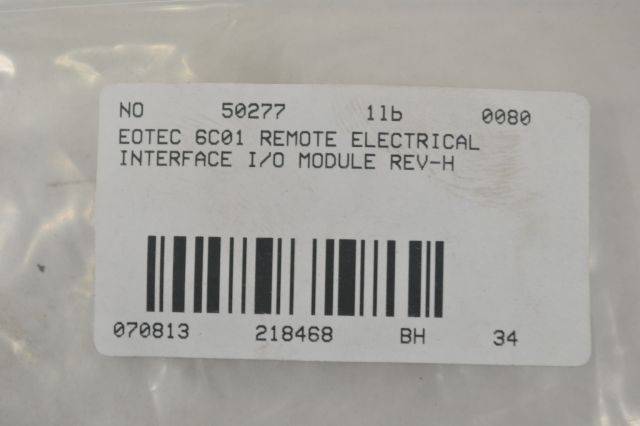 NO 50277 1lb 0080
EOTEC 6C01 REMOTE ELECTRICAL
INTERFACE I/O MODULE REV-H
070813 218468 BH 34